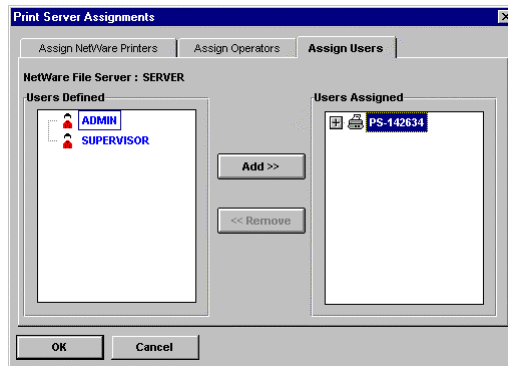 Print Server Assignments
Assign NetWare Printers
Assign Operators
Assign Users
NetWare File Server : SERVER
Users Defined
Users Assigned
ADMIN
SUPERVISOR
PS-142634
Add >>
<< Remove
OK
Cancel